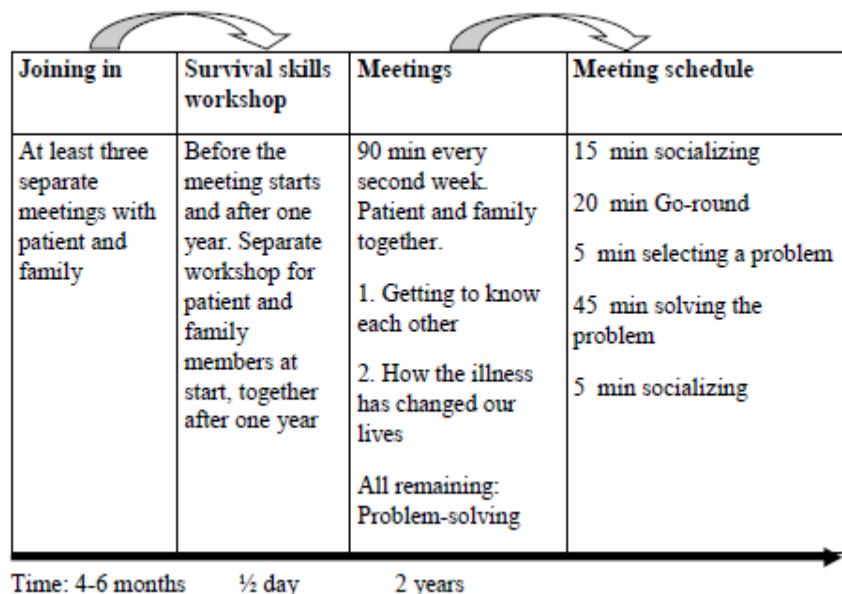 Joining in
Survival skills
workshop
Meetings
Meeting schedule
At least three
separate
meetings with
patient and
family
Before the
meeting starts
and after one
year. Separate
workshop for
patient and
family
members at
start, together
after one year
90 min every
second week.
Patient and family
together.
1. Getting to know
each other
2. How the illness
has changed our
lives
All remaining:
Problem-solving
15 min socializing
20 min Go-round
5 min selecting a problem
45 min solving the
problem
5 min socializing
Time: 4-6 months ½ day 2 years